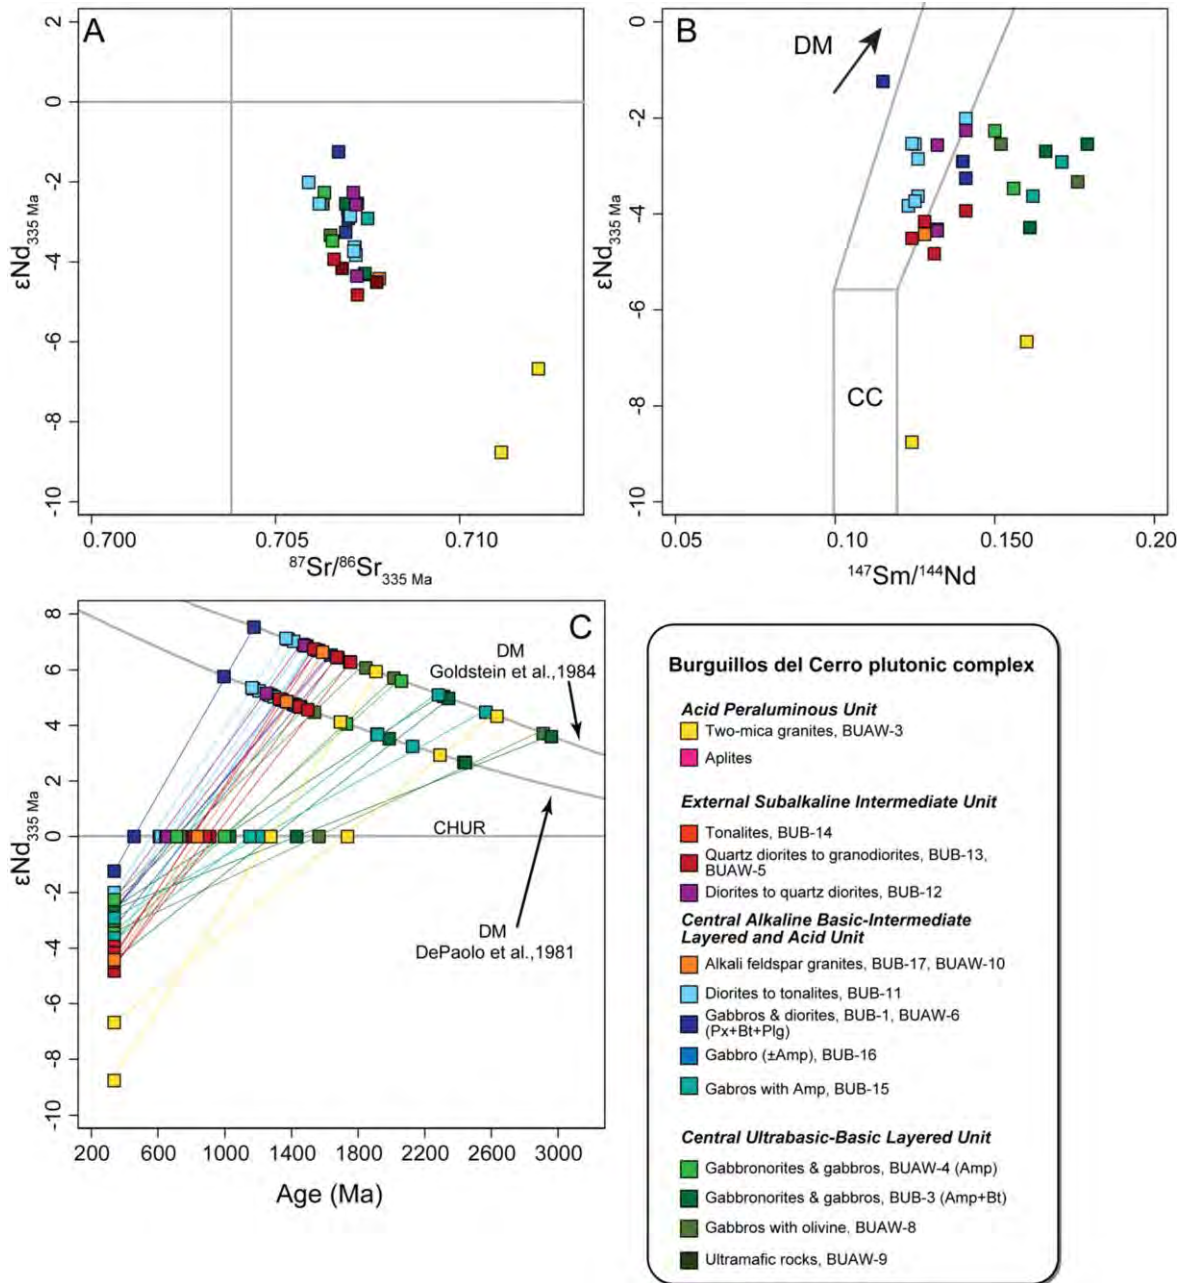 A
2
0
-2
-4
-6
-8
-10
εNd335 Ma
0.700
0.705
0.710
87Sr/86Sr335 Ma
B
DM
CC
0
-2
-4
-6
-8
-10
εNd335 Ma
0.05
0.10
0.150
0.20
147Sm/144Nd
C
DM
Goldstein et al.,1984
CHUR
DM
DePaolo et al.,1981
8
6
4
2
0
-2
-4
-6
-8
-10
εNd335 Ma
200
600
1000
1400
1800
2200
2600
3000
Age (Ma)
Burguillos del Cerro plutonic complex
Acid Peraluminous Unit
Two-mica granites, BUAW-3
Aplites
External Subalkaline Intermediate Unit
Tonalites, BUB-14
Quartz diorites to granodiorites, BUB-13,
BUAW-5
Diorites to quartz diorites, BUB-12
Central Alkaline Basic-Intermediate
Layered and Acid Unit
Alkali feldspar granites, BUB-17, BUAW-10
Diorites to tonalites, BUB-11
Gabbros & diorites, BUB-1, BUAW-6
(Px+Bt+Plg)
Gabbro (±Amp), BUB-16
Gabros with Amp, BUB-15
Central Ultrabasic-Basic Layered Unit
Gabbronorites & gabbros, BUAW-4 (Amp)
Gabbronorites & gabbros, BUB-3 (Amp+Bt)
Gabbros with olivine, BUAW-8
Ultramafic rocks, BUAW-9